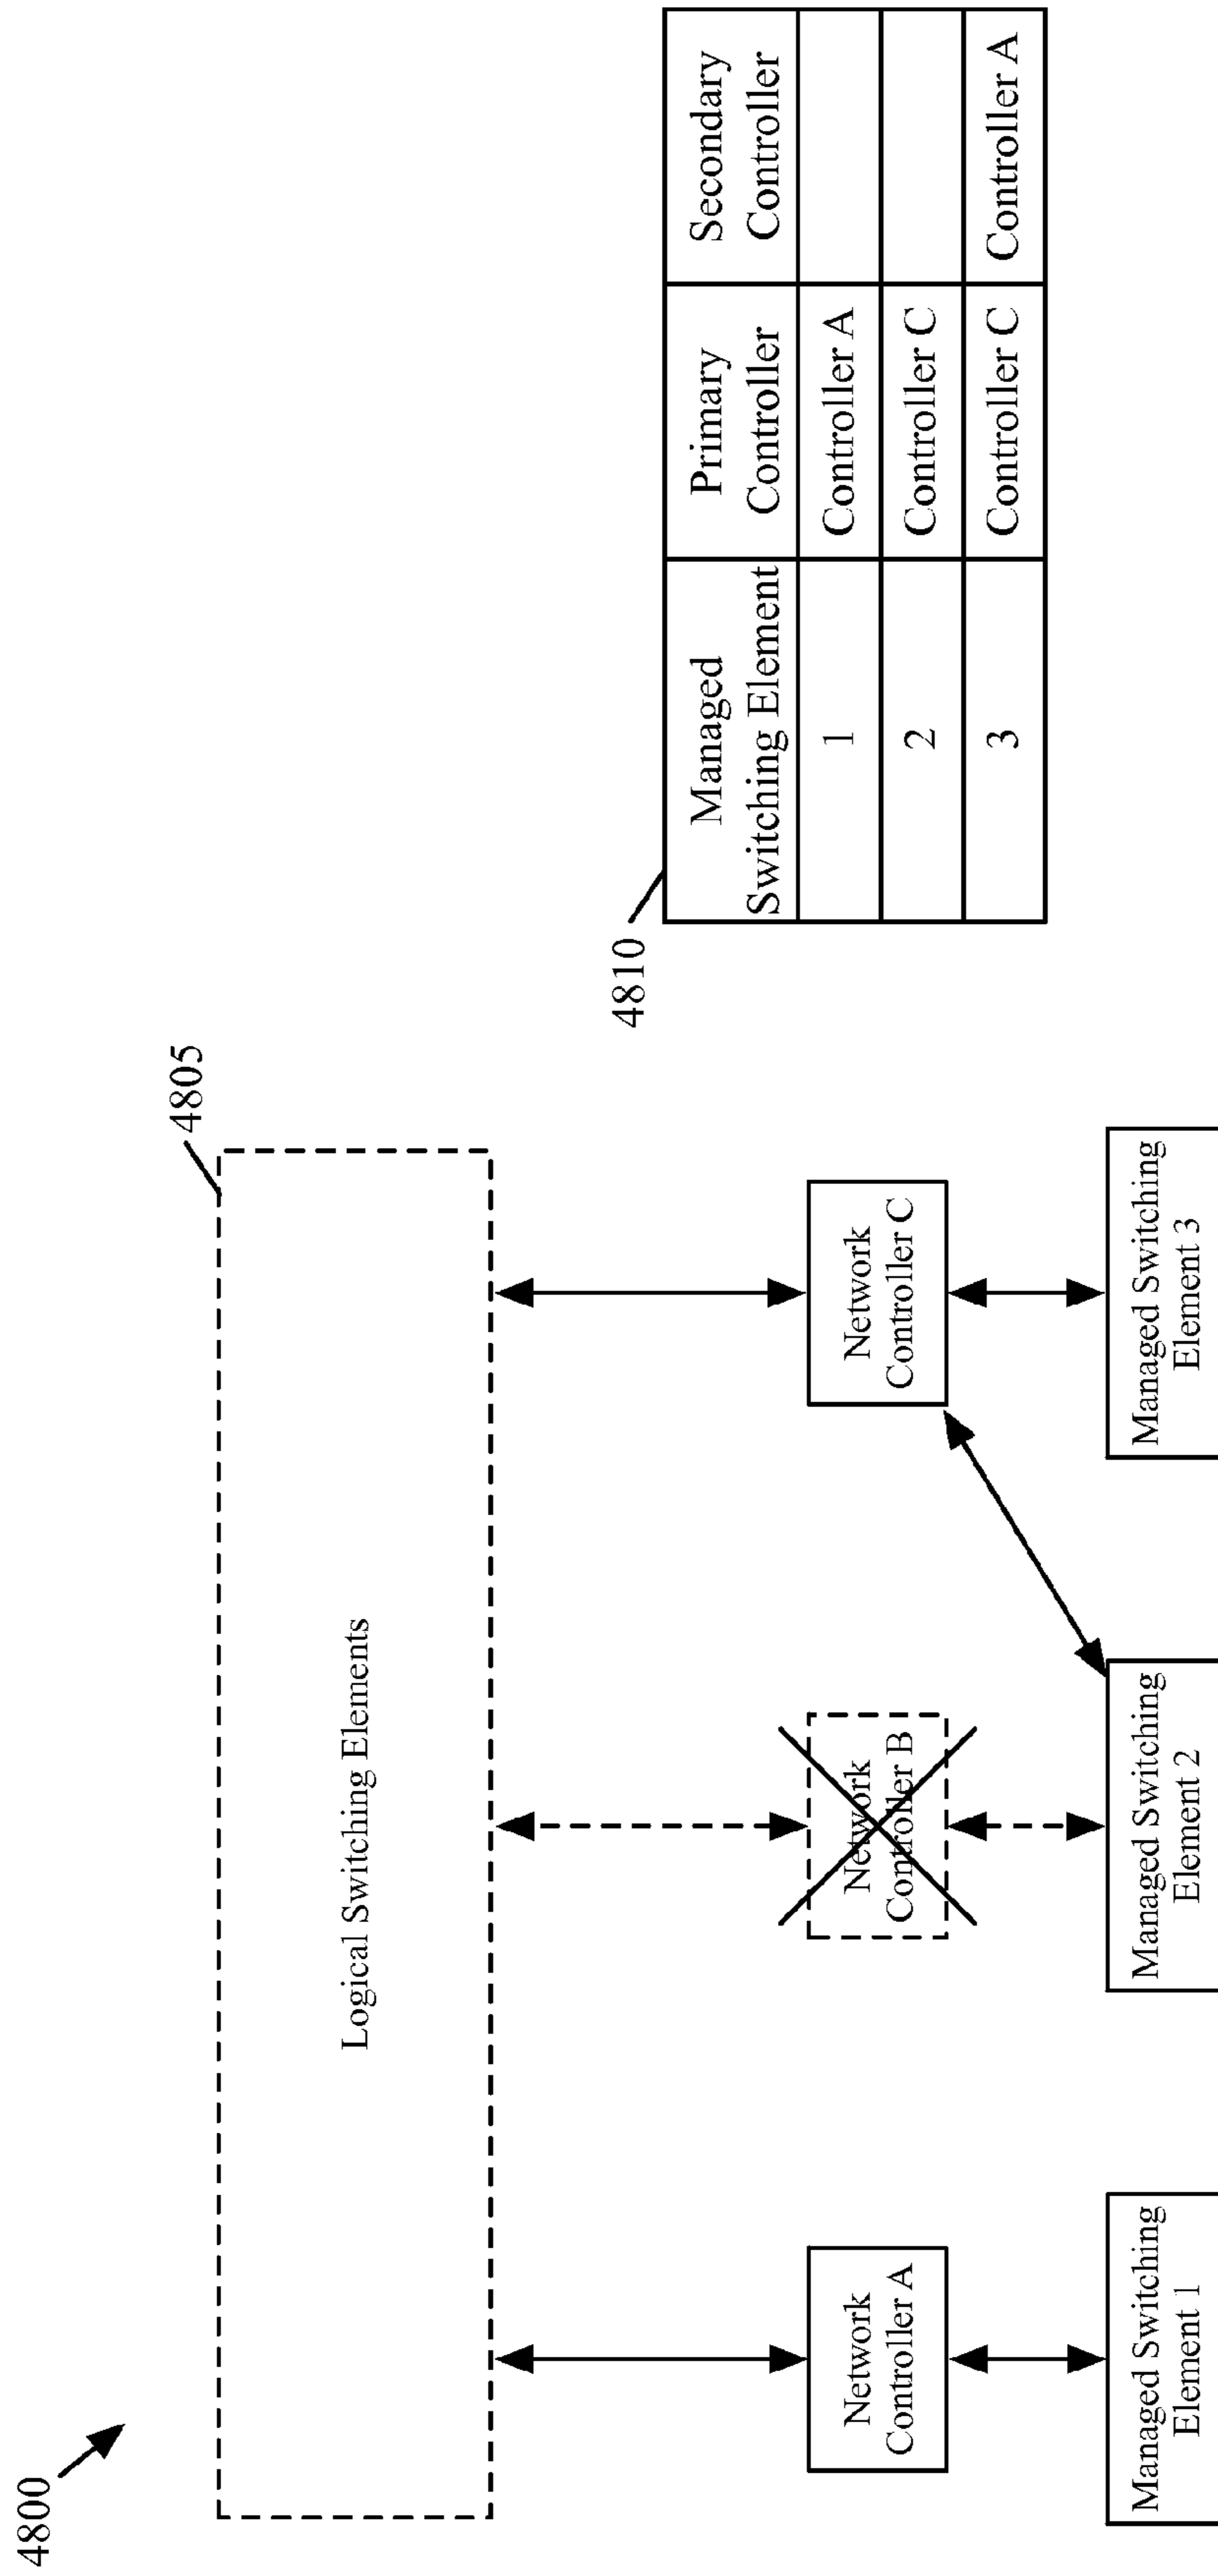 4800
4805
Logical Switching Elements
Network
Controller A
Network
Controller B
Network
Controller C
Managed Switching
Element 1
Managed Switching
Element 2
Managed Switching
Element 3
4810
Managed
Switching Element
Primary
Controller
Secondary
Controller
1
Controller A
2
Controller C
3
Controller C
Controller A